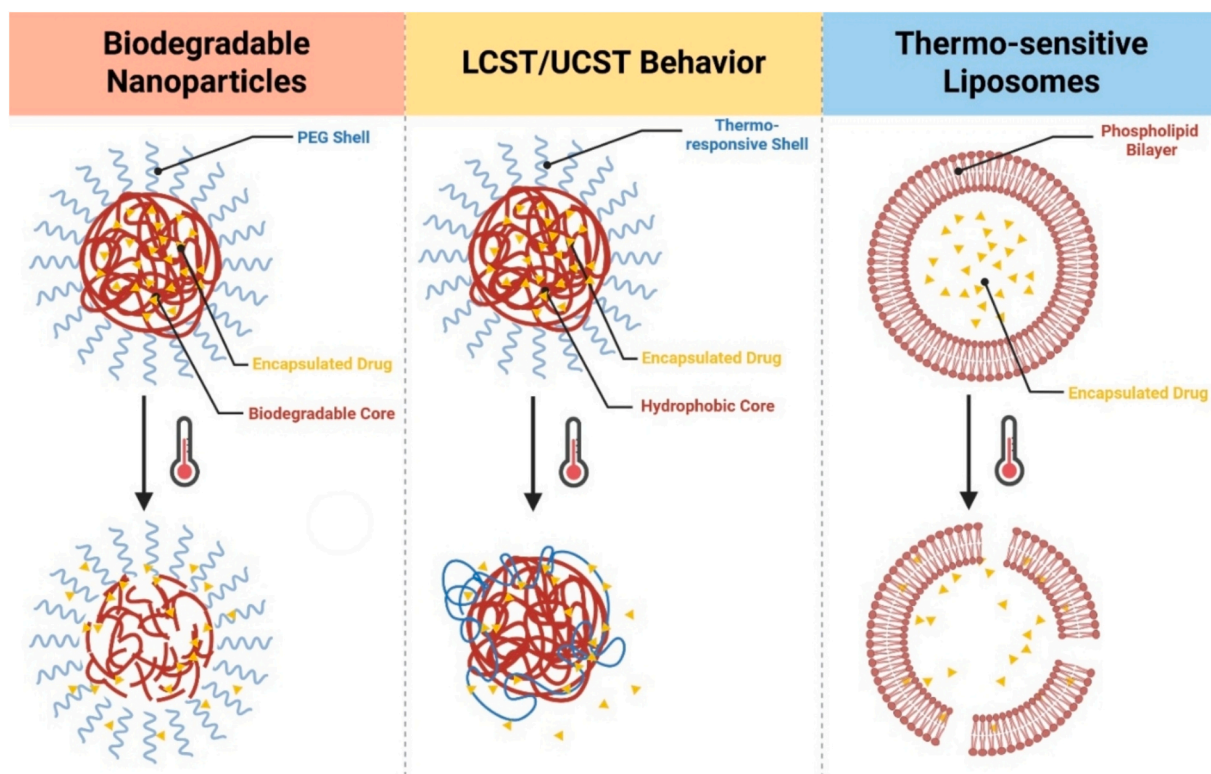 Biodegradable
Nanoparticles
LCST/UCST Behavior
Thermo-sensitive
Liposomes
PEG Shell
Encapsulated Drug
Biodegradable Core
Thermo-
responsive Shell
Encapsulated Drug
Hydrophobic Core
Phospholipid
Bilayer
Encapsulated Drug